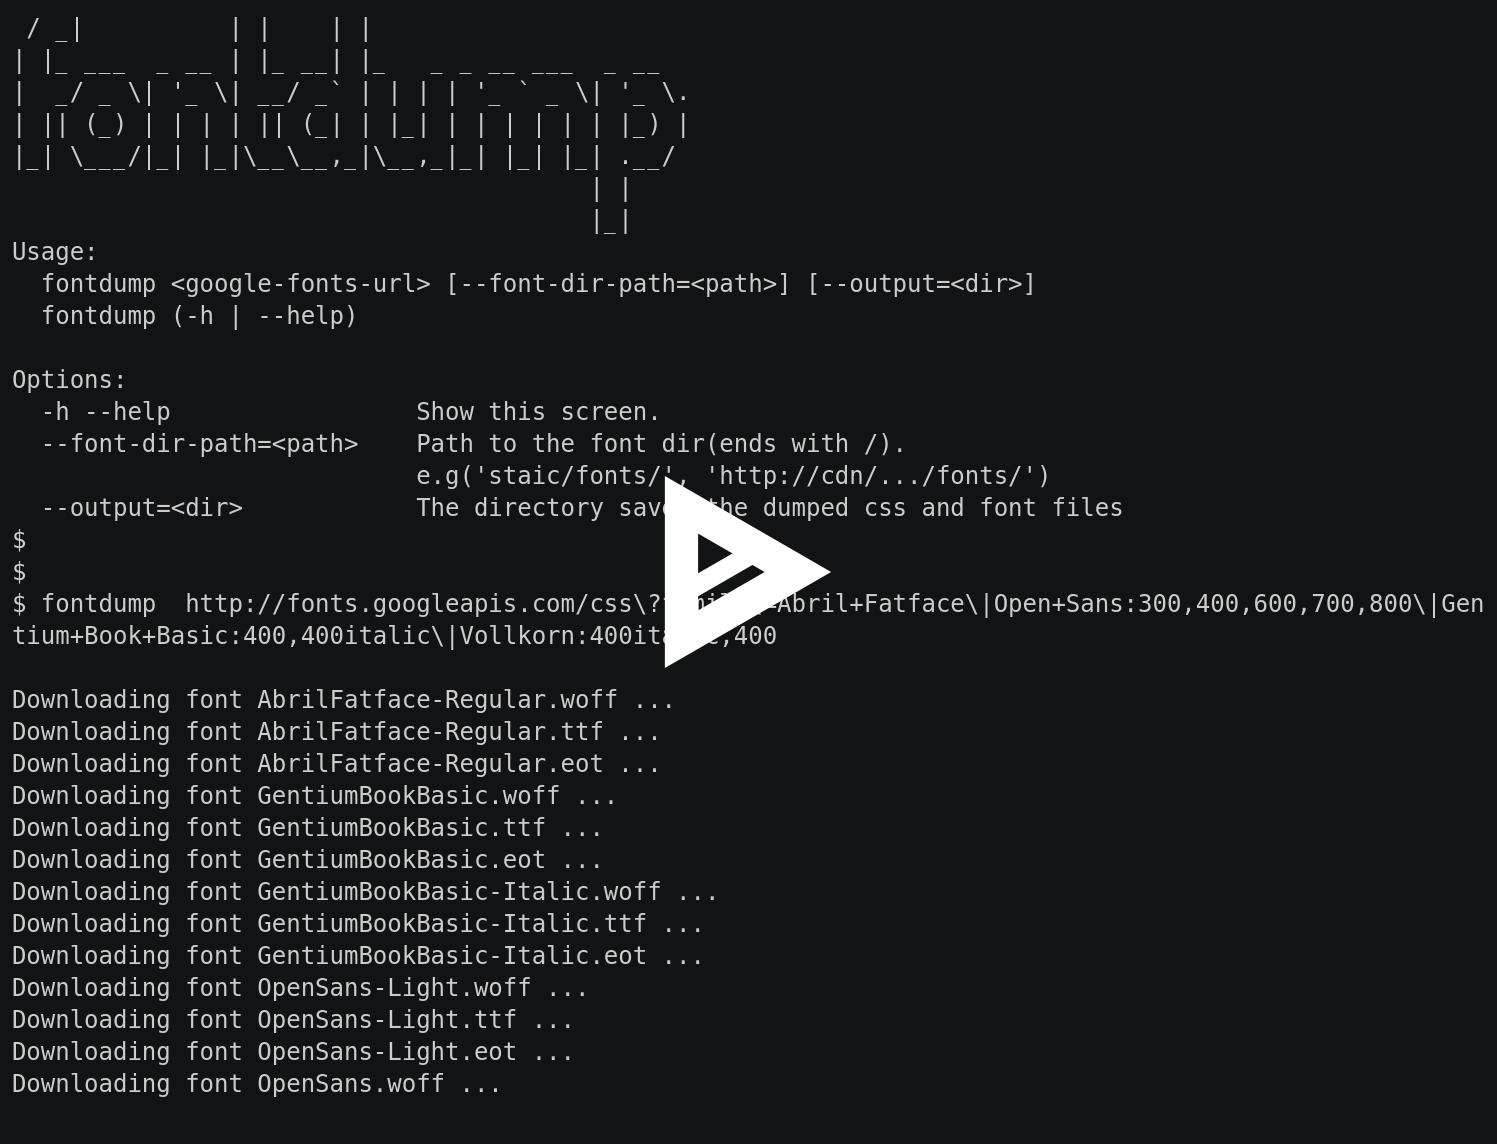 / _|          | |    | |
| |_ ___  _ __ | |_ __| |_   _ _ __ ___  _ __
|  _/ _ \| '_ \| __/ _` | | | | '_ ` _ \| '_ \.
| || (_) | | | | || (_| | |_| | | | | | | |_) |
|_| \___/|_| |_|\__\__,_|\__,_|_| |_| |_| .__/
                                        | |
                                        |_|
Usage:
  fontdump <google-fonts-url> [--font-dir-path=<path>] [--output=<dir>]
  fontdump (-h | --help)

Options:
  -h --help                 Show this screen.
  --font-dir-path=<path>    Path to the font dir(ends with /).
                            e.g('staic/fonts/', 'http://cdn/.../fonts/')
  --output=<dir>            The directory save the dumped css and font files
$
$
$ fontdump  http://fonts.googleapis.com/css\?family=Abril+Fatface\|Open+Sans:300,400,600,700,800\|Gen
tium+Book+Basic:400,400italic\|Vollkorn:400italic,400

Downloading font AbrilFatface-Regular.woff ...
Downloading font AbrilFatface-Regular.ttf ...
Downloading font AbrilFatface-Regular.eot ...
Downloading font GentiumBookBasic.woff ...
Downloading font GentiumBookBasic.ttf ...
Downloading font GentiumBookBasic.eot ...
Downloading font GentiumBookBasic-Italic.woff ...
Downloading font GentiumBookBasic-Italic.ttf ...
Downloading font GentiumBookBasic-Italic.eot ...
Downloading font OpenSans-Light.woff ...
Downloading font OpenSans-Light.ttf ...
Downloading font OpenSans-Light.eot ...
Downloading font OpenSans.woff ...